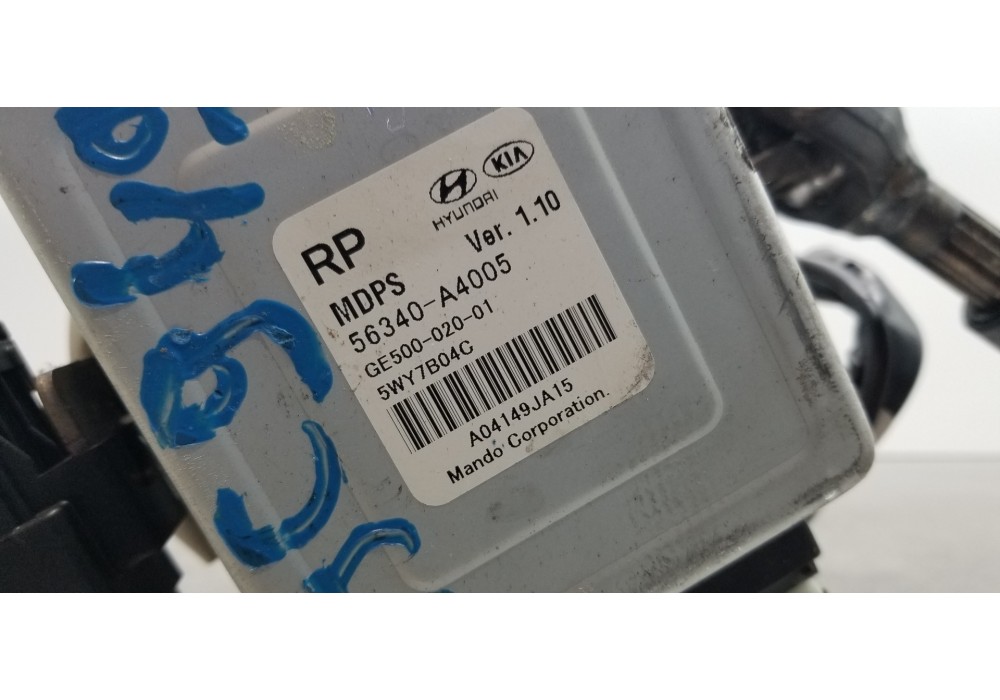 HYUNDAI KIA
RP
MDPS Ver. 1.10
56340-A4005
GE500-020-01
5WY7B04C
A04149JA15
Mando Corporation.